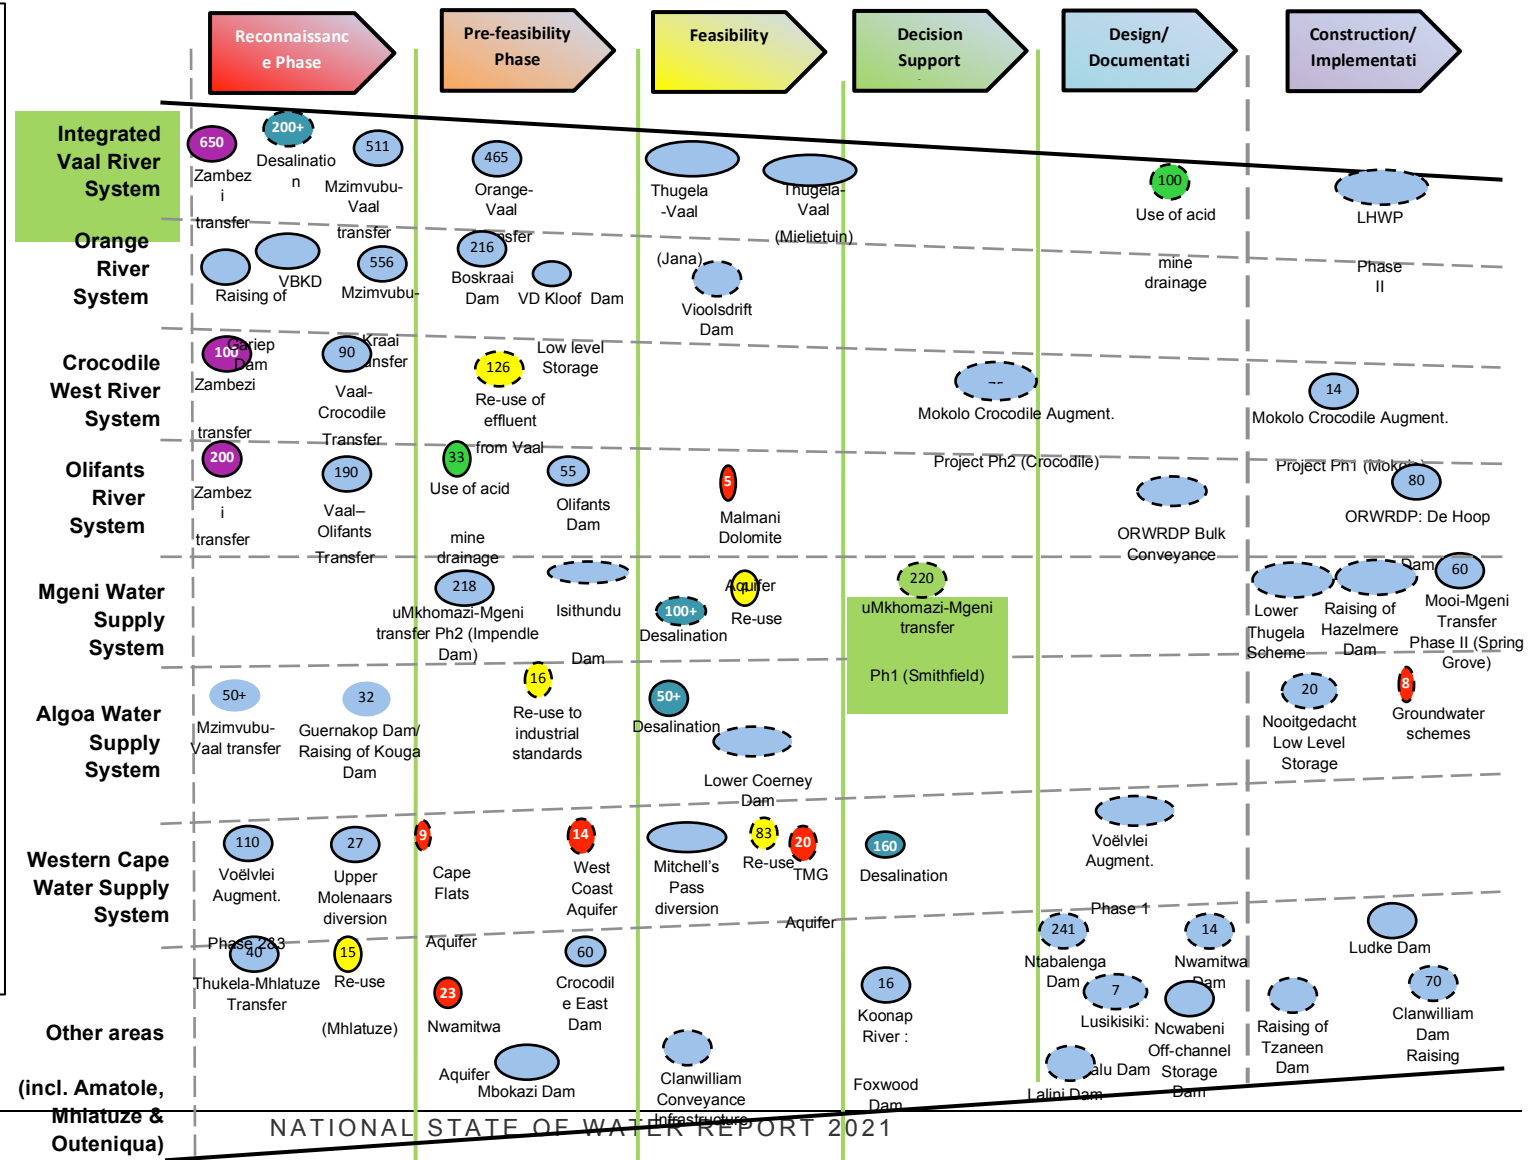 Reconnaissanc
e Phase
Pre-feasibility
Phase
Feasibility
Decision
Support
Design/
Documentati
Construction/
Implementati
Integrated
Vaal River
System
650
Zambez
i
transfer
200+
Desalinatio
n
511
Mzimvubu-
Vaal
transfer
465
Orange-
Vaal
Thugela
-Vaal
(Jana)
Thugela-
Vaal
(Mielietuin)
100
Use of acid
mine
drainage
LHWP
Phase
II
Orange
River
System
Raising of
Gariep
Dam
VBKD
556
Mzimvubu-
Kraai
216
Boskraai
Dam
VD Kloof Dam
Low level
Storage
Vioolsdrift
Dam
Crocodile
West River
System
100
Zambezi
transfer
90
Vaal-
Crocodile
Transfer
126
Re-use of
effluent
from Vaal
Mokolo Crocodile Augment.
Project Ph2 (Crocodile)
14
Mokolo Crocodile Augment.
Project Ph1 (Mokolo)
Olifants
River
System
200
Zambez
i
transfer
190
Vaal–
Olifants
Transfer
33
Use of acid
mine
drainage
55
Olifants
Dam
5
Malmani
Dolomite
Aquifer
ORWRDP Bulk
Conveyance
80
ORWRDP: De Hoop
Dam
Mgeni Water
Supply
System
218
uMkhomazi-Mgeni
transfer Ph2 (Impendle
Dam)
Isithundu
Dam
100+
Desalination
Re-use
220
uMkhomazi-Mgeni
transfer
Ph1 (Smithfield)
Lower
Thugela
Scheme
Raising of
Hazelmere
Dam
60
Mooi-Mgeni
Transfer
Phase II (Spring
Grove)
Algoa Water
Supply
System
50+
Mzimvubu-
Vaal transfer
32
Guernakop Dam/
Raising of Kouga
Dam
16
Re-use to
industrial
standards
50+
Desalination
Lower Coerney
Dam
20
Nooitgedacht
Low Level
Storage
8
Groundwater
schemes
Western Cape
Water Supply
System
110
Voëlvlei
Augment.
Phase 2&3
27
Upper
Molenaars
diversion
9
Cape
Flats
Aquifer
14
West
Coast
Aquifer
Mitchell's
Pass
diversion
83
Re-use
20
TMG
Aquifer
160
Desalination
Voëlvlei
Augment.
Phase 1
Other areas
(incl. Amatole,
Mhlatuze &
Outeniqua)
40
Thukela-Mhlatuze
Transfer
15
Re-use
(Mhlatuze)
23
Nwamitwa
Aquifer
60
Crocodil
e East
Dam
Mbokazi Dam
Clanwilliam
Conveyance
Infrastructure
16
Koonap
River :
Foxwood
Dam
241
Ntabalenga
Dam
14
Nwamitwa
Dam
7
Lusikisiki:
alu Dam
Ncwabeni
Off-channel
Storage
Dam
Lalini Dam
Ludke Dam
Raising of
Tzaneen
Dam
70
Clanwilliam
Dam
Raising
NATIONAL STATE OF WATER REPORT 2021